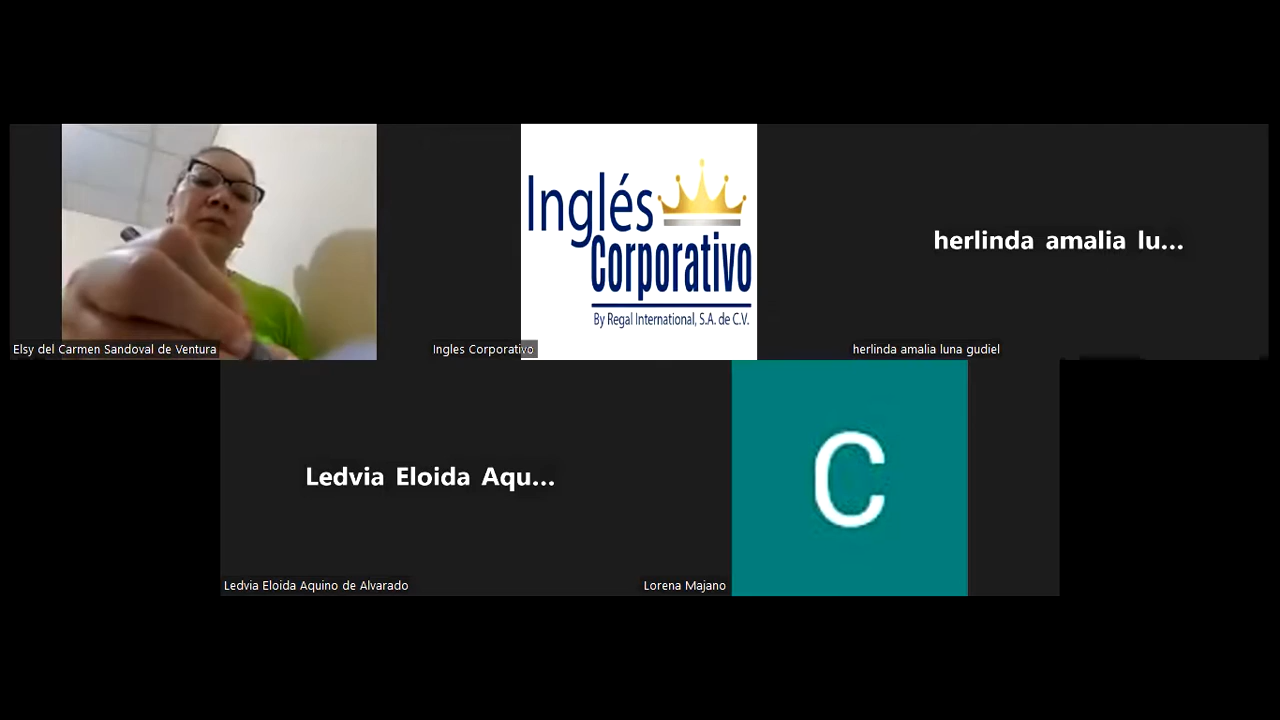 Inglés
Corporativo
By Regal International, S.A. de C.V.
herlinda amalia lu...
Elsy del Carmen Sandoval de Ventura
Ingles Corporativo
herlinda amalia luna gudiel
Ledvia Eloida Aqu...
C
Ledvia Eloida Aquino de Alvarado
Lorena Majano